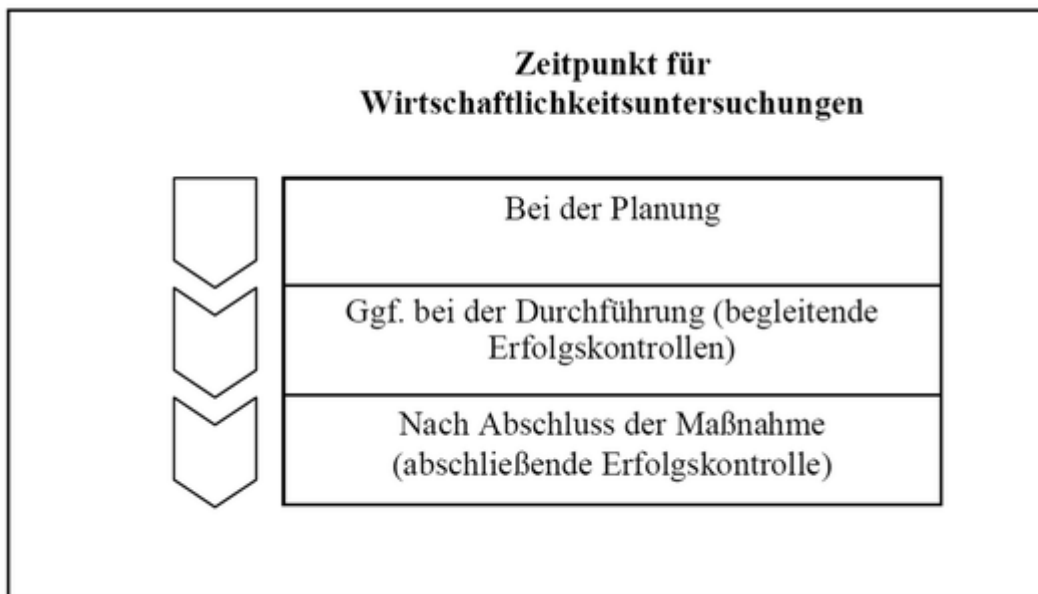 Zeitpunkt für
Wirtschaftlichkeitsuntersuchungen
Bei der Planung
Ggf. bei der Durchführung (begleitende
Erfolgskontrollen)
Nach Abschluss der Maßnahme
(abschließende Erfolgskontrolle)